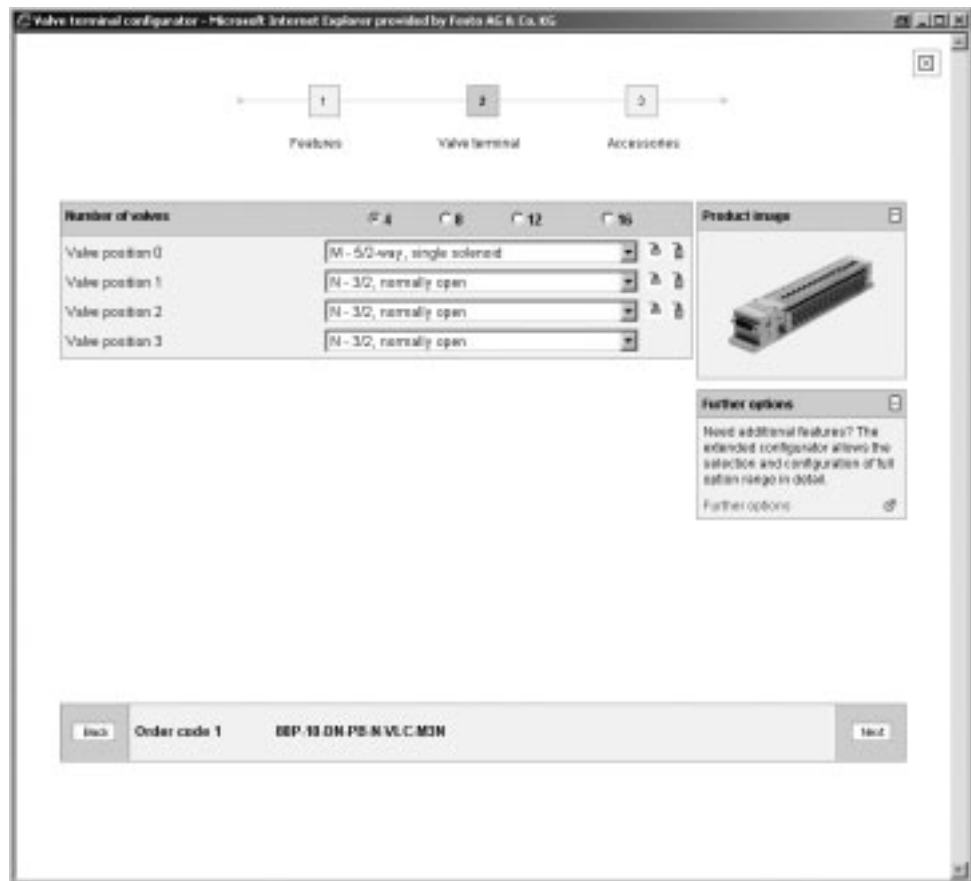 Valve terminal configurator - Microsoft Internet Explorer provided by Festo AG & Co. KG
1 2 3
Features Valve terminal Accessories
Number of valves 4 8 12 16
Valve position 0 M - 5/2-way, single solenoid
Valve position 1 N - 3/2, normally open
Valve position 2 N - 3/2, normally open
Valve position 3 N - 3/2, normally open
Product image
Further options
Need additional features? The
extended configurator allows the
selection and configuration of full
option range in detail.
Further options
Back Order code 1 Next